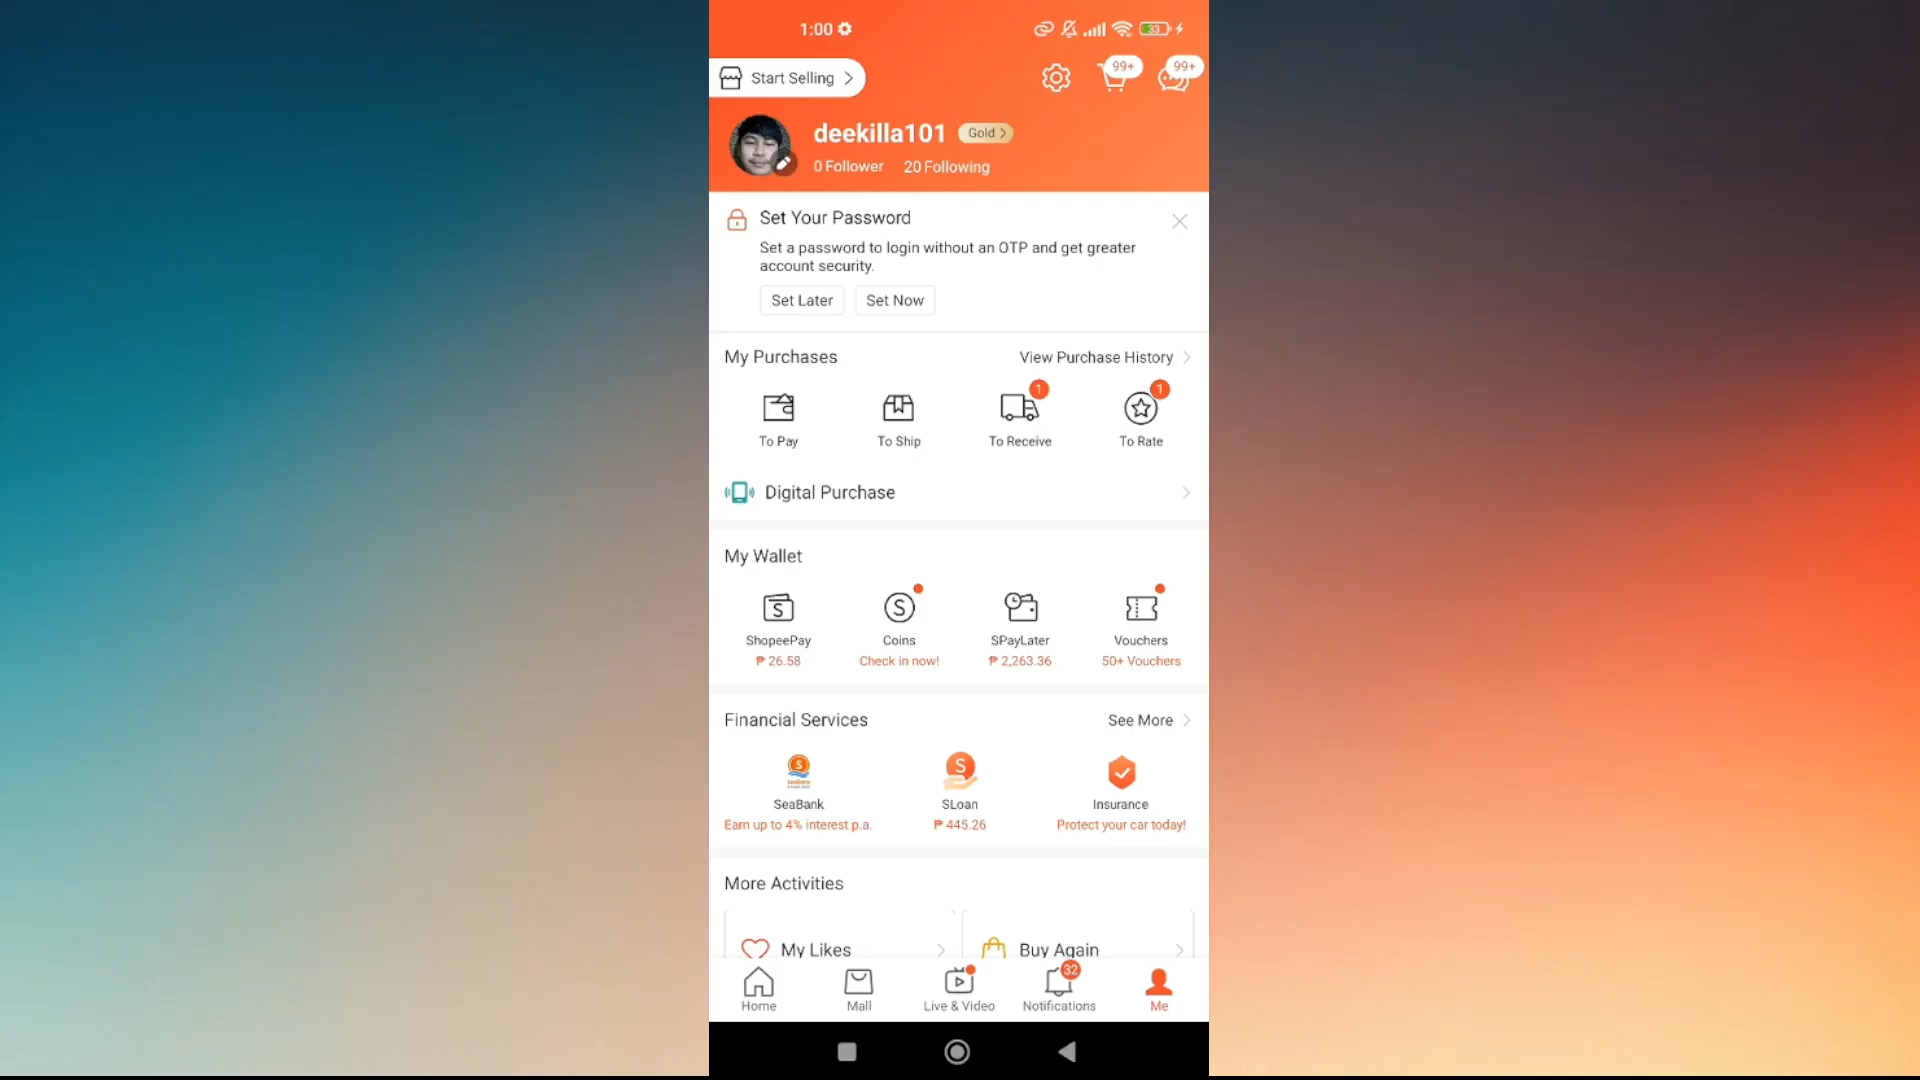 1:00
33
Start Selling
99+
99+
deekilla101
Gold
0 Follower
20 Following
Set Your Password
Set a password to login without an OTP and get greater
account security.
Set Later
Set Now
My Purchases
View Purchase History
1
1
To Pay
To Ship
To Receive
To Rate
Digital Purchase
My Wallet
ShopeePay
Coins
SPayLater
Vouchers
₱ 26.58
Check in now!
₱ 2,263.36
50+ Vouchers
Financial Services
See More
SeaBank
SLoan
Insurance
Earn up to 4% interest p.a.
₱ 445.26
Protect your car today!
More Activities
My Likes
Buy Again
32
Home
Mall
Live & Video
Notifications
Me